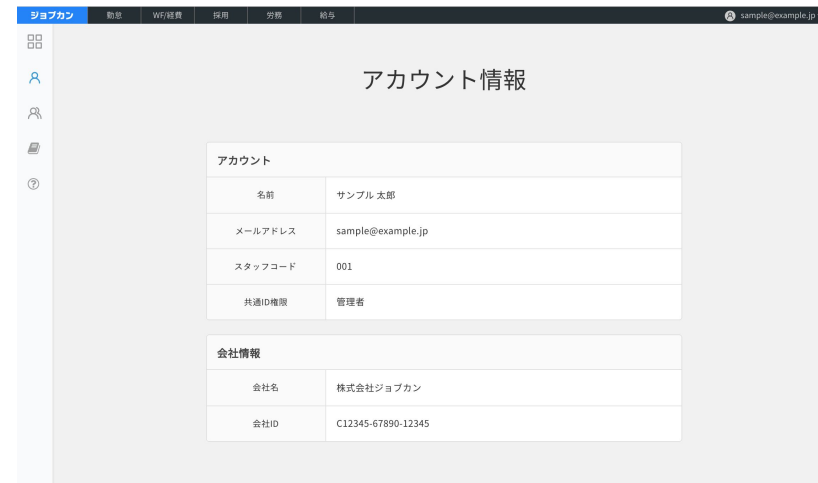 ジョブカン 勤怠 WF/経費 採用 労務 給与 sample@example.jp
アカウント情報
アカウント
名前 サンプル 太郎
メールアドレス sample@example.jp
スタッフコード 001
共通ID権限 管理者
会社情報
会社名 株式会社ジョブカン
会社ID C12345-67890-12345